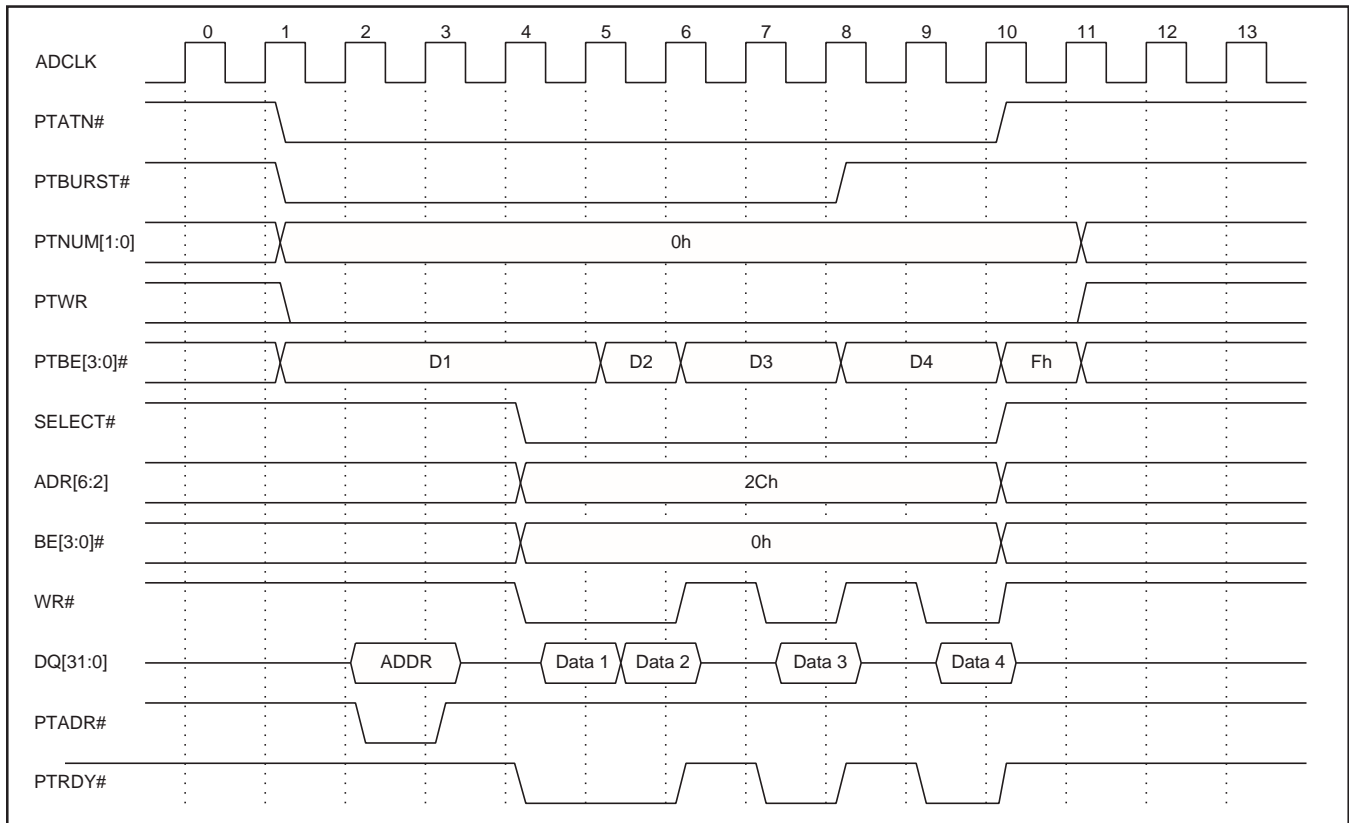 0 1 2 3 4 5 6 7 8 9 10 11 12 13
ADCLK
PTATN#
PTBURST#
PTNUM[1:0] 0h
PTWR
PTBE[3:0]# D1 D2 D3 D4 Fh
SELECT#
ADR[6:2] 2Ch
BE[3:0]# 0h
WR#
DQ[31:0] ADDR Data 1 Data 2 Data 3 Data 4
PTADR#
PTRDY#